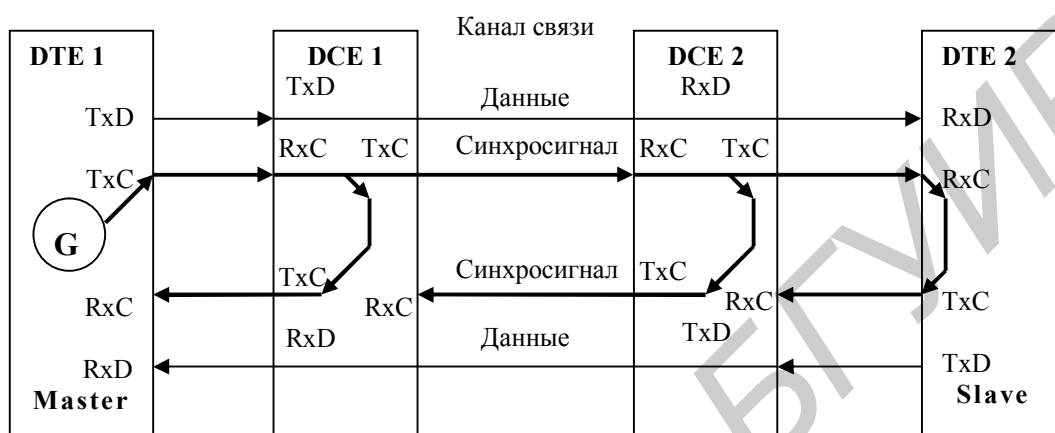 Канал связи
DTE 1 DCE 1 DCE 2 DTE 2
TxD RxD
Данные
TxD RxD
RxC TxC Синхросигнал RxC TxC
TxC RxC
G
TxC Синхросигнал TxC
RxC RxC RxC TxC
RxD Данные TxD
RxD TxD
Master Slave
БГУИР